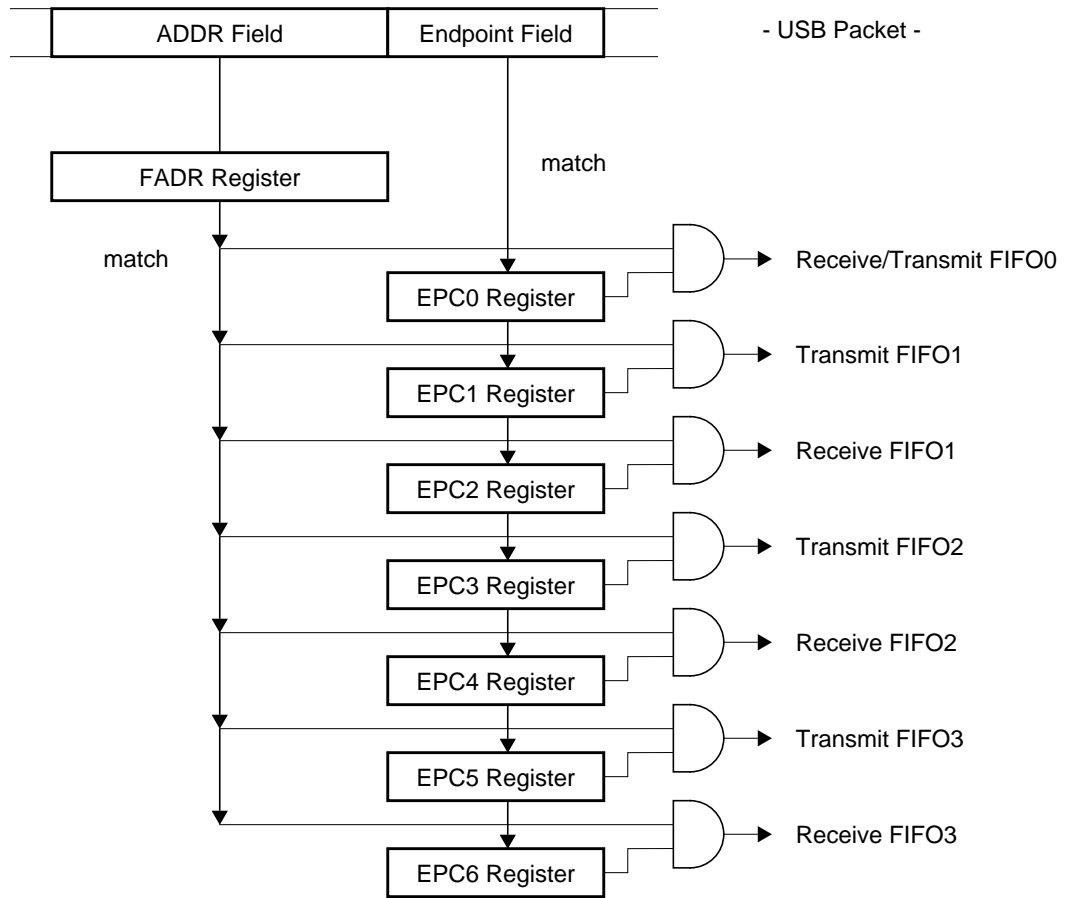 ADDR Field
Endpoint Field
- USB Packet -
match
FADR Register
match
Receive/Transmit FIFO0
EPC0 Register
Transmit FIFO1
EPC1 Register
Receive FIFO1
EPC2 Register
Transmit FIFO2
EPC3 Register
Receive FIFO2
EPC4 Register
Transmit FIFO3
EPC5 Register
Receive FIFO3
EPC6 Register